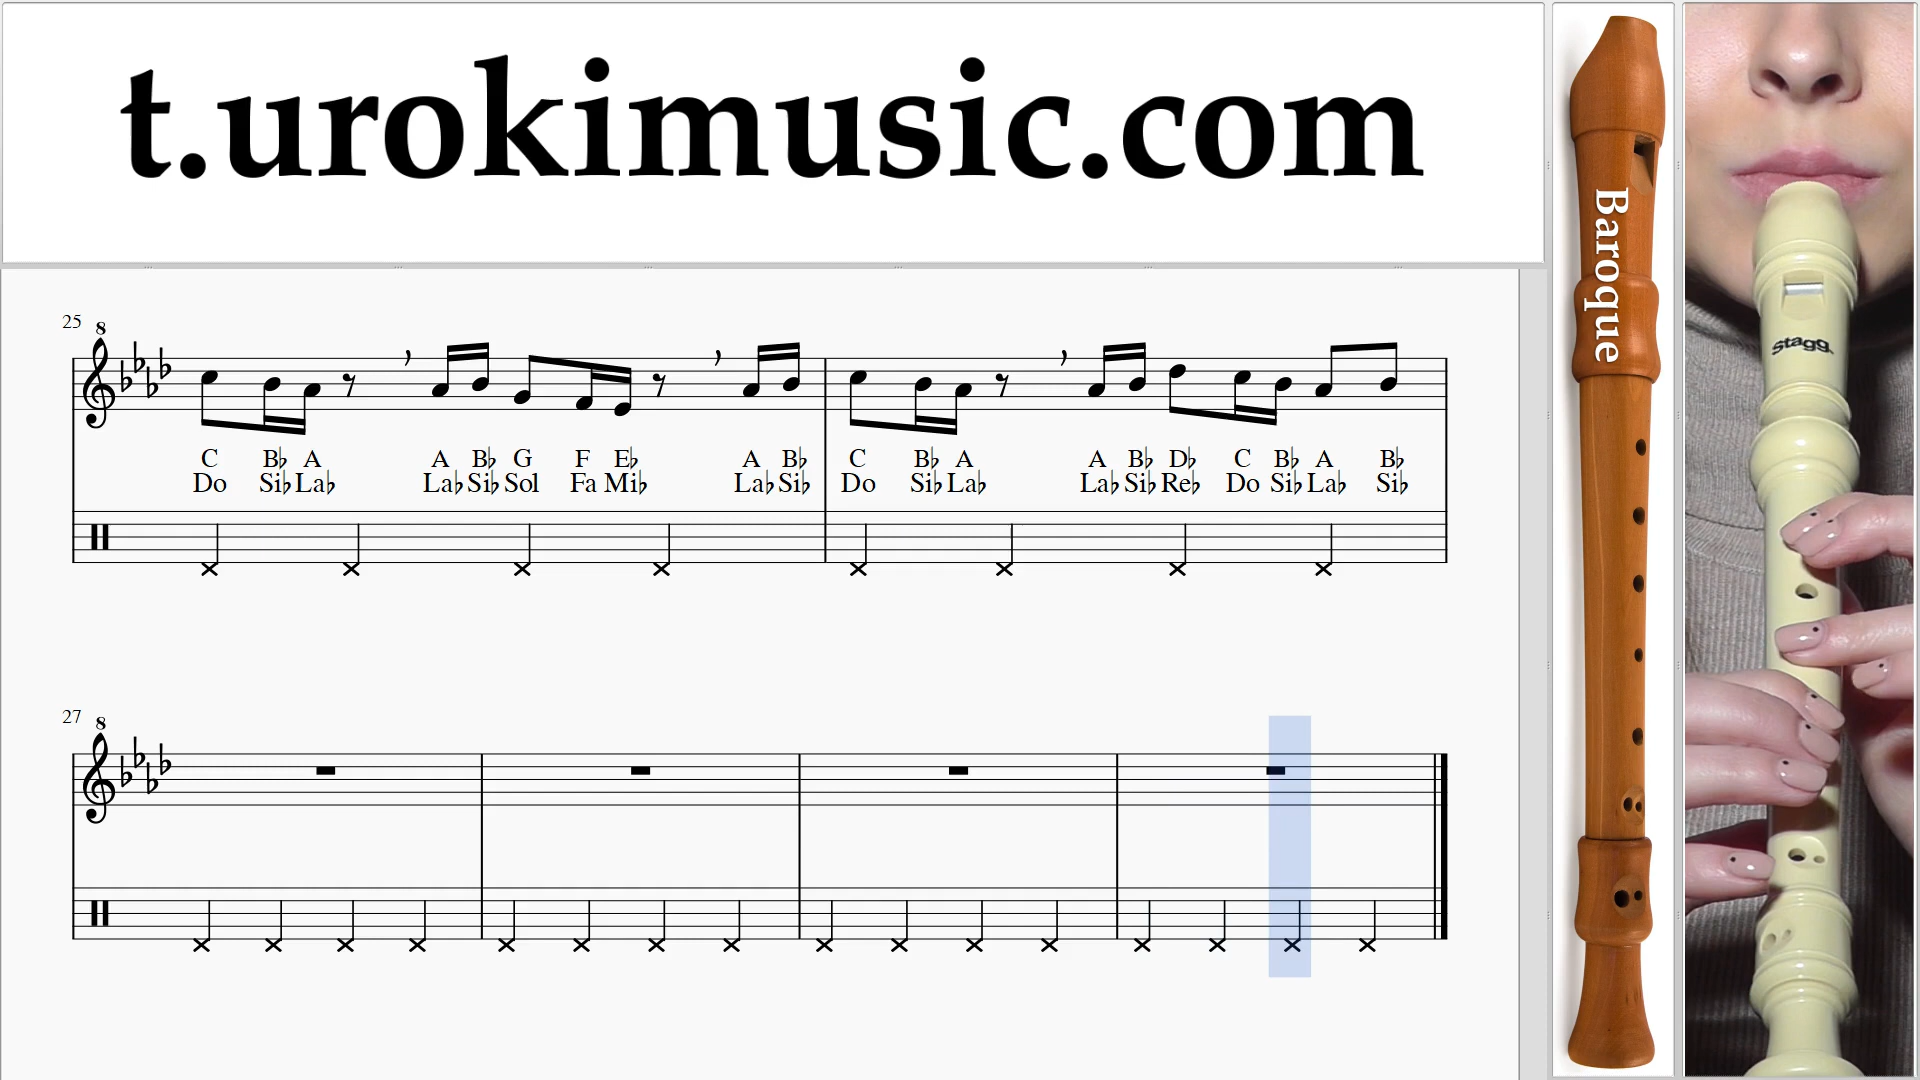 t.urokimusic.com
25
8
C B♭ A A B♭ G F E♭ A B♭ C B♭ A A B♭ D♭ C B♭ A B♭
Do Si♭ La♭ La♭ Si♭ Sol Fa Mi♭ La♭ Si♭ Do Si♭ La♭ La♭ Si♭ Re♭ Do Si♭ La♭ Si♭
27
8
Baroque
Stagg